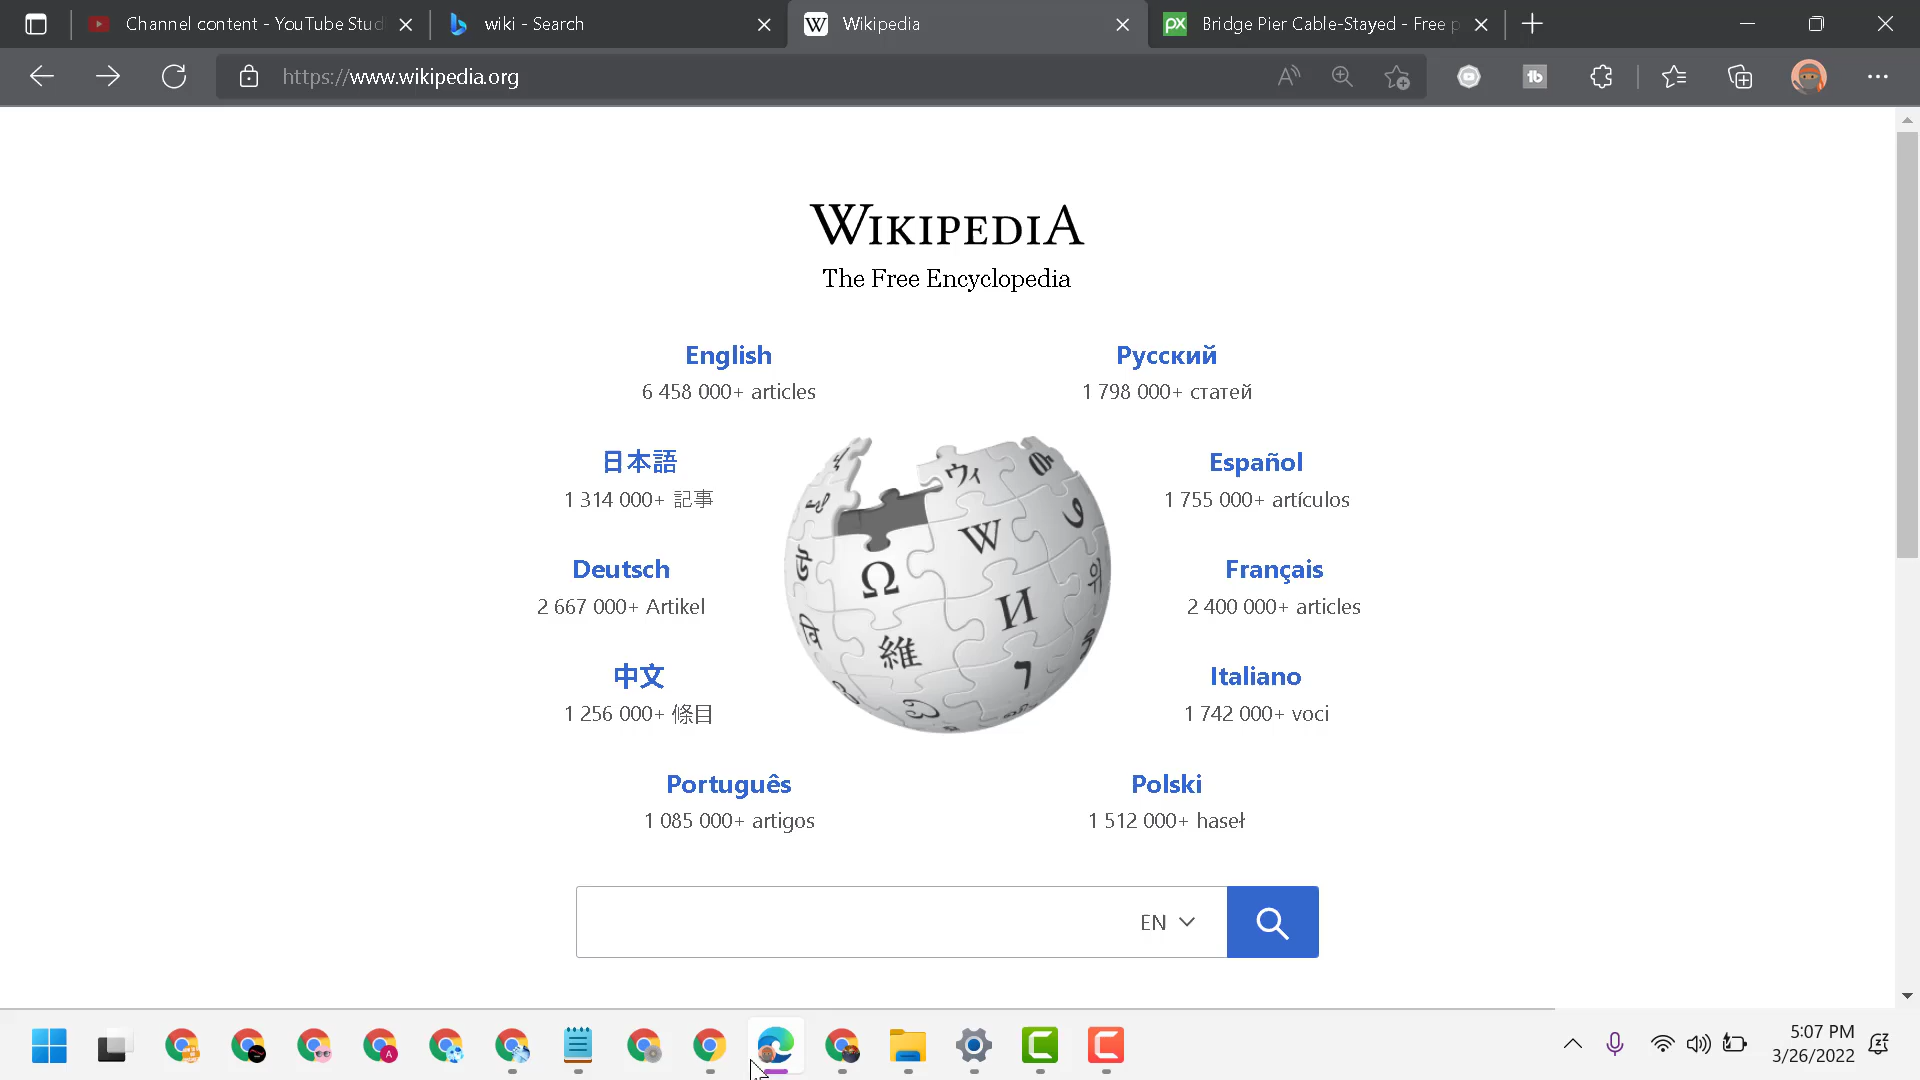 Channel content - YouTube Stud
wiki - Search
Wikipedia
Bridge Pier Cable-Stayed - Free p
https://www.wikipedia.org
WIKIPEDIA
The Free Encyclopedia
English
6 458 000+ articles
Русский
1 798 000+ статей
日本語
1 314 000+ 記事
Español
1 755 000+ artículos
Deutsch
2 667 000+ Artikel
Français
2 400 000+ articles
中文
1 256 000+ 條目
Italiano
1 742 000+ voci
Português
1 085 000+ artigos
Polski
1 512 000+ haseł
Ω
W
И
維
ウィ
EN
5:07 PM
3/26/2022